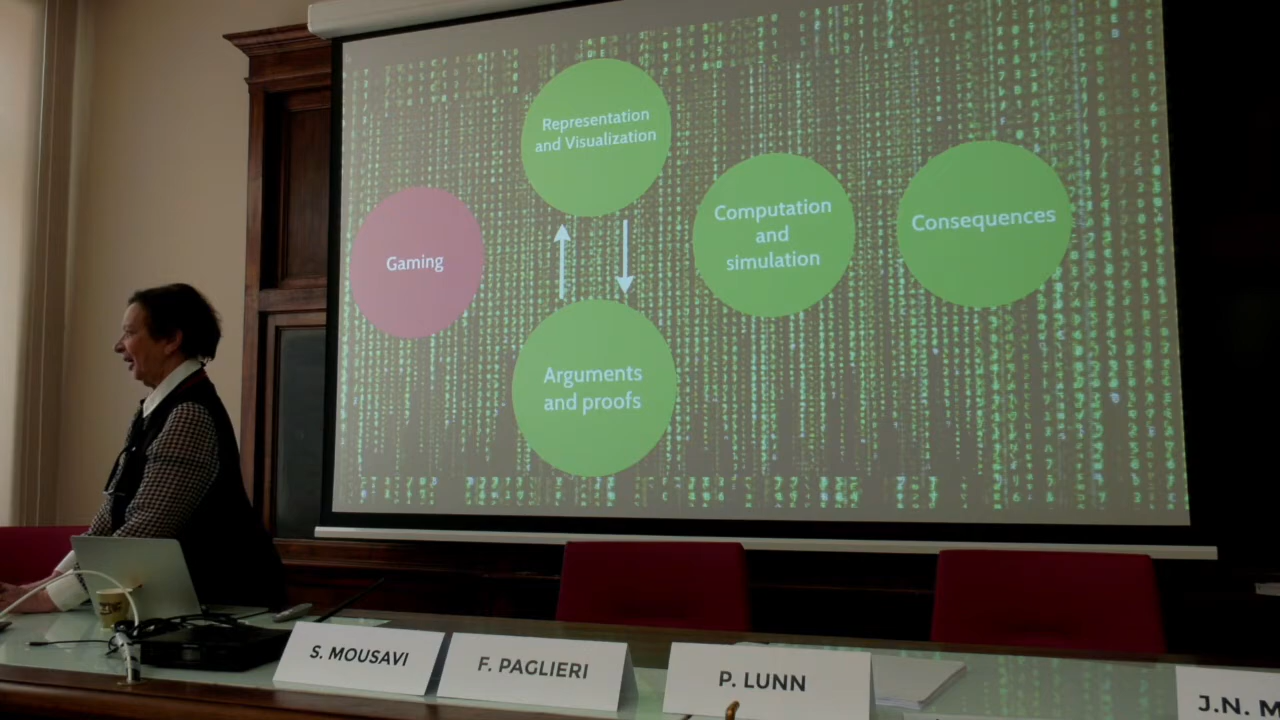 Representation
and Visualization
Gaming
Computation
and
simulation
Consequences
Arguments
and proofs
S. MOUSAVI
F. PAGLIERI
P. LUNN
J.N. M